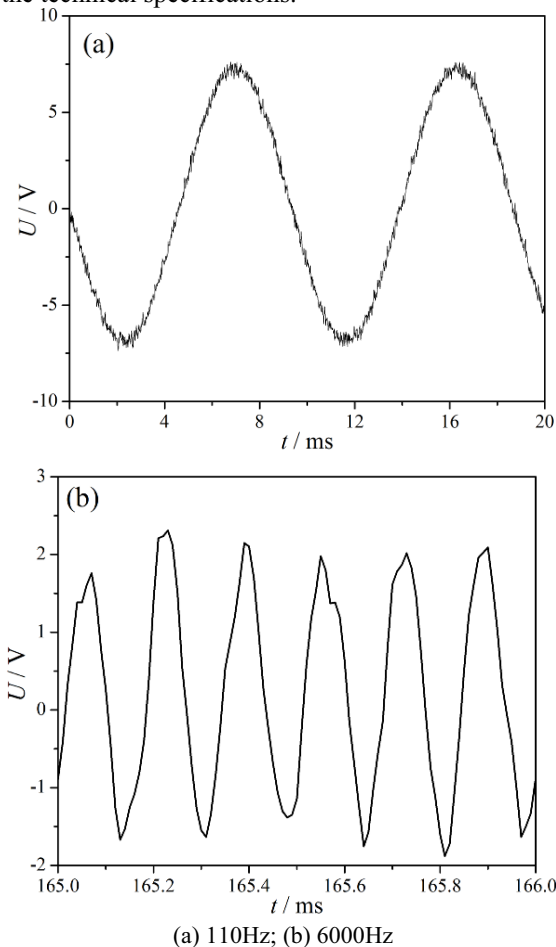 the technical specifications.
(a)
10
5
0
-5
-10
U / V
0 4 8 12 16 20
t / ms
(b)
3
2
1
0
-1
-2
U / V
165.0 165.2 165.4 165.6 165.8 166.0
t / ms
(a) 110Hz; (b) 6000Hz